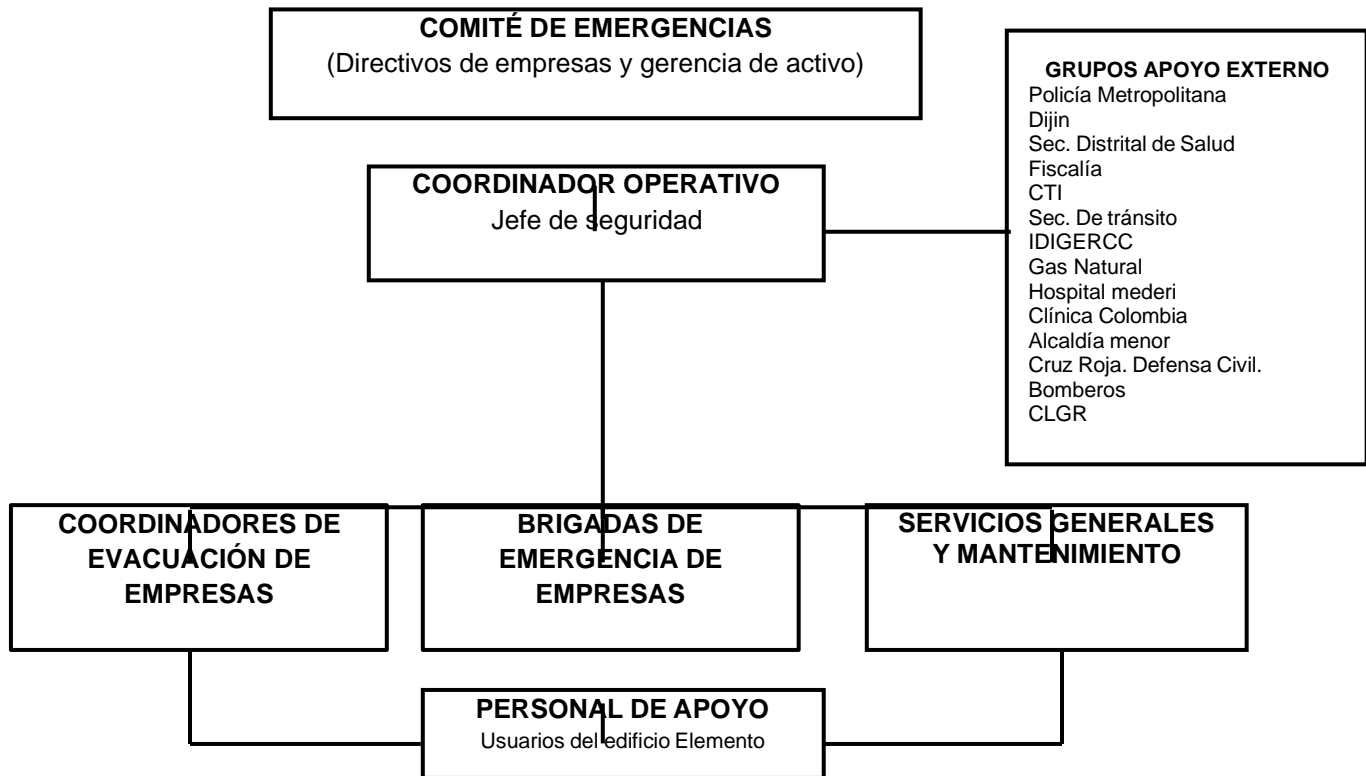 COMITÉ DE EMERGENCIAS
(Directivos de empresas y gerencia de activo)
GRUPOS APOYO EXTERNO
Policía Metropolitana
Dijin
Sec. Distrital de Salud
Fiscalía
CTI
Sec. De tránsito
IDIGERCC
Gas Natural
Hospital mederi
Clínica Colombia
Alcaldía menor
Cruz Roja. Defensa Civil.
Bomberos
CLGR
COORDINADOR OPERATIVO
Jefe de seguridad
COORDINADORES DE
EVACUACIÓN DE
EMPRESAS
BRIGADAS DE
EMERGENCIA DE
EMPRESAS
SERVICIOS GENERALES
Y MANTENIMIENTO
PERSONAL DE APOYO
Usuarios del edificio Elemento